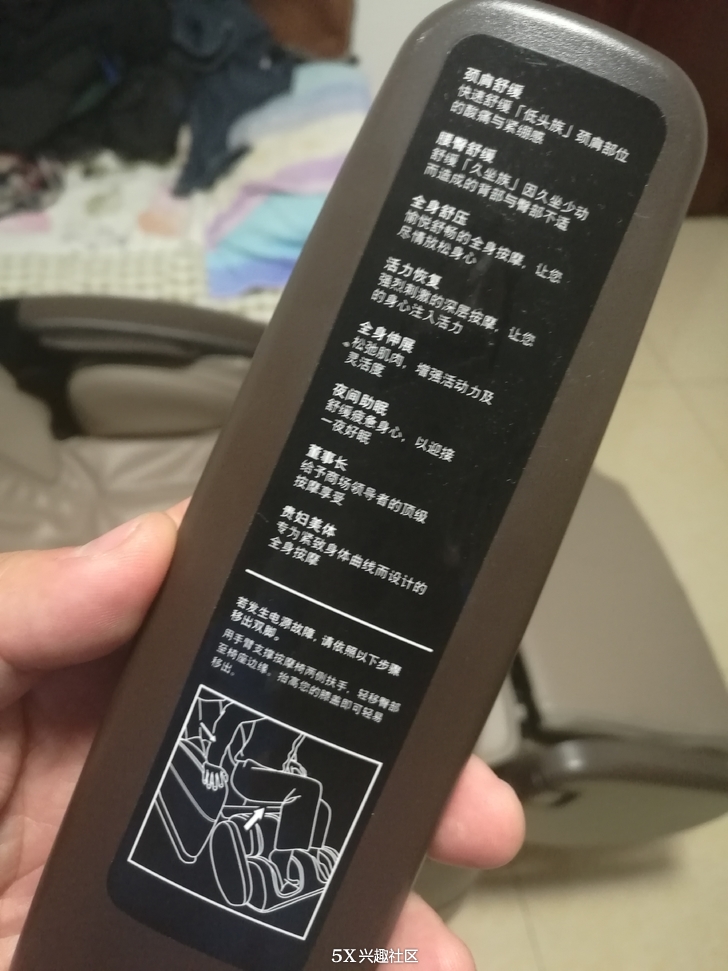 颈肩舒缓
快速舒缓「低头族」颈肩部位
的酸痛与紧绷感
腰臀舒缓
舒缓「久坐族」因久坐少动
而造成的背部与臀部不适
全身舒压
愉悦舒畅的全身按摩，让您
尽情放松身心
活力恢复
强烈刺激的深层按摩，让您
的身心注入活力
全身伸展
松弛肌肉，增强活动力及
灵活度
夜间助眠
舒缓疲惫身心，以迎接
一夜好眠
董事长
给予商场领导者的顶级
按摩享受
贵妇美体
专为紧致身体曲线而设计的
全身按摩
若发生电源故障，请依照以下步骤
移出双脚。
用手臂支撑按摩椅两侧扶手，轻移臀部
至椅座边缘，抬高您的膝盖即可轻易
移出。
5X兴趣社区